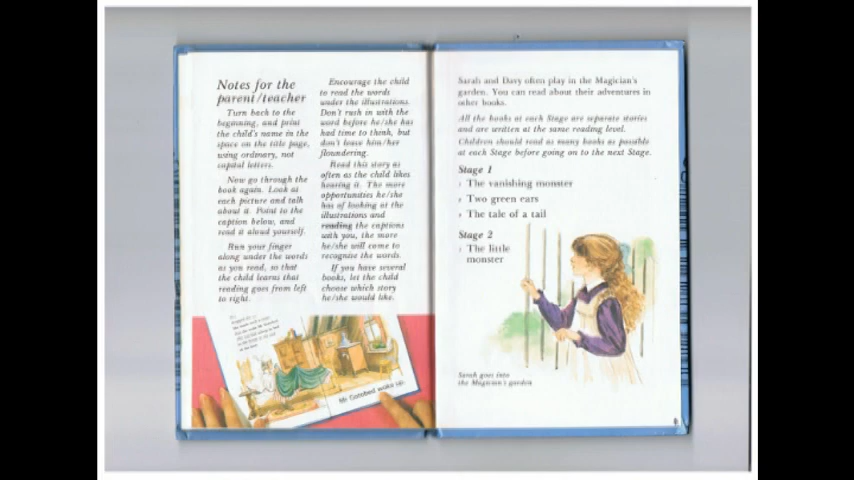 Notes for the
parent/teacher
Turn back to the
beginning, and print
the child's name in the
space on the title page,
using ordinary, not
capital letters.
Now go through the
book again. Look at
each picture and talk
about it. Point to the
caption below, and
read it aloud yourself.
Run your finger
along under the words
as you read, so that
the child learns that
reading goes from left
to right.
Encourage the child
to read the words
under the illustrations.
Don't rush in with the
word before he/she has
had time to think, but
don't leave him/her
floundering.
Read this story as
often as the child likes
hearing it. The more
opportunities he/she
has of looking at the
illustrations and
reading the captions
with you, the more
he/she will come to
recognise the words.
If you have several
books, let the child
choose which story
he/she would like.
Mr Gumbed woke up.
Sarah and Davy often play in the Magician's
garden. You can read about their adventures in
other books.
All the books at each Stage are separate stories
and are written at the same reading level.
Children should read as many books as possible
at each Stage before going on to the next Stage.
Stage 1
1 The vanishing monster
2 Two green ears
3 The tale of a tail
Stage 2
1 The little
monster
Sarah goes into
the Magician's garden